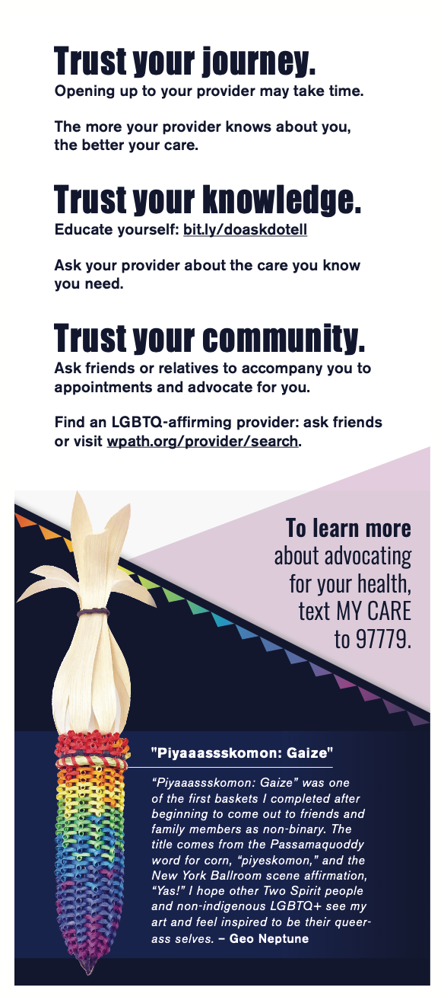 Trust your journey.
Opening up to your provider may take time.
The more your provider knows about you,
the better your care.
Trust your knowledge.
Educate yourself: bit.ly/doaskdotell
Ask your provider about the care you know
you need.
Trust your community.
Ask friends or relatives to accompany you to
appointments and advocate for you.
Find an LGBTQ-affirming provider: ask friends
or visit wpath.org/provider/search.
To learn more
about advocating
for your health,
text MY CARE
to 97779.
"Piyaaassskomon: Gaize"
“Piyaaassskomon: Gaize” was one
of the first baskets I completed after
beginning to come out to friends and
family members as non-binary. The
title comes from the Passamaquoddy
word for corn, “piyeskomon,” and the
New York Ballroom scene affirmation,
“Yas!” I hope other Two Spirit people
and non-indigenous LGBTQ+ see my
art and feel inspired to be their queer-
ass selves. – Geo Neptune